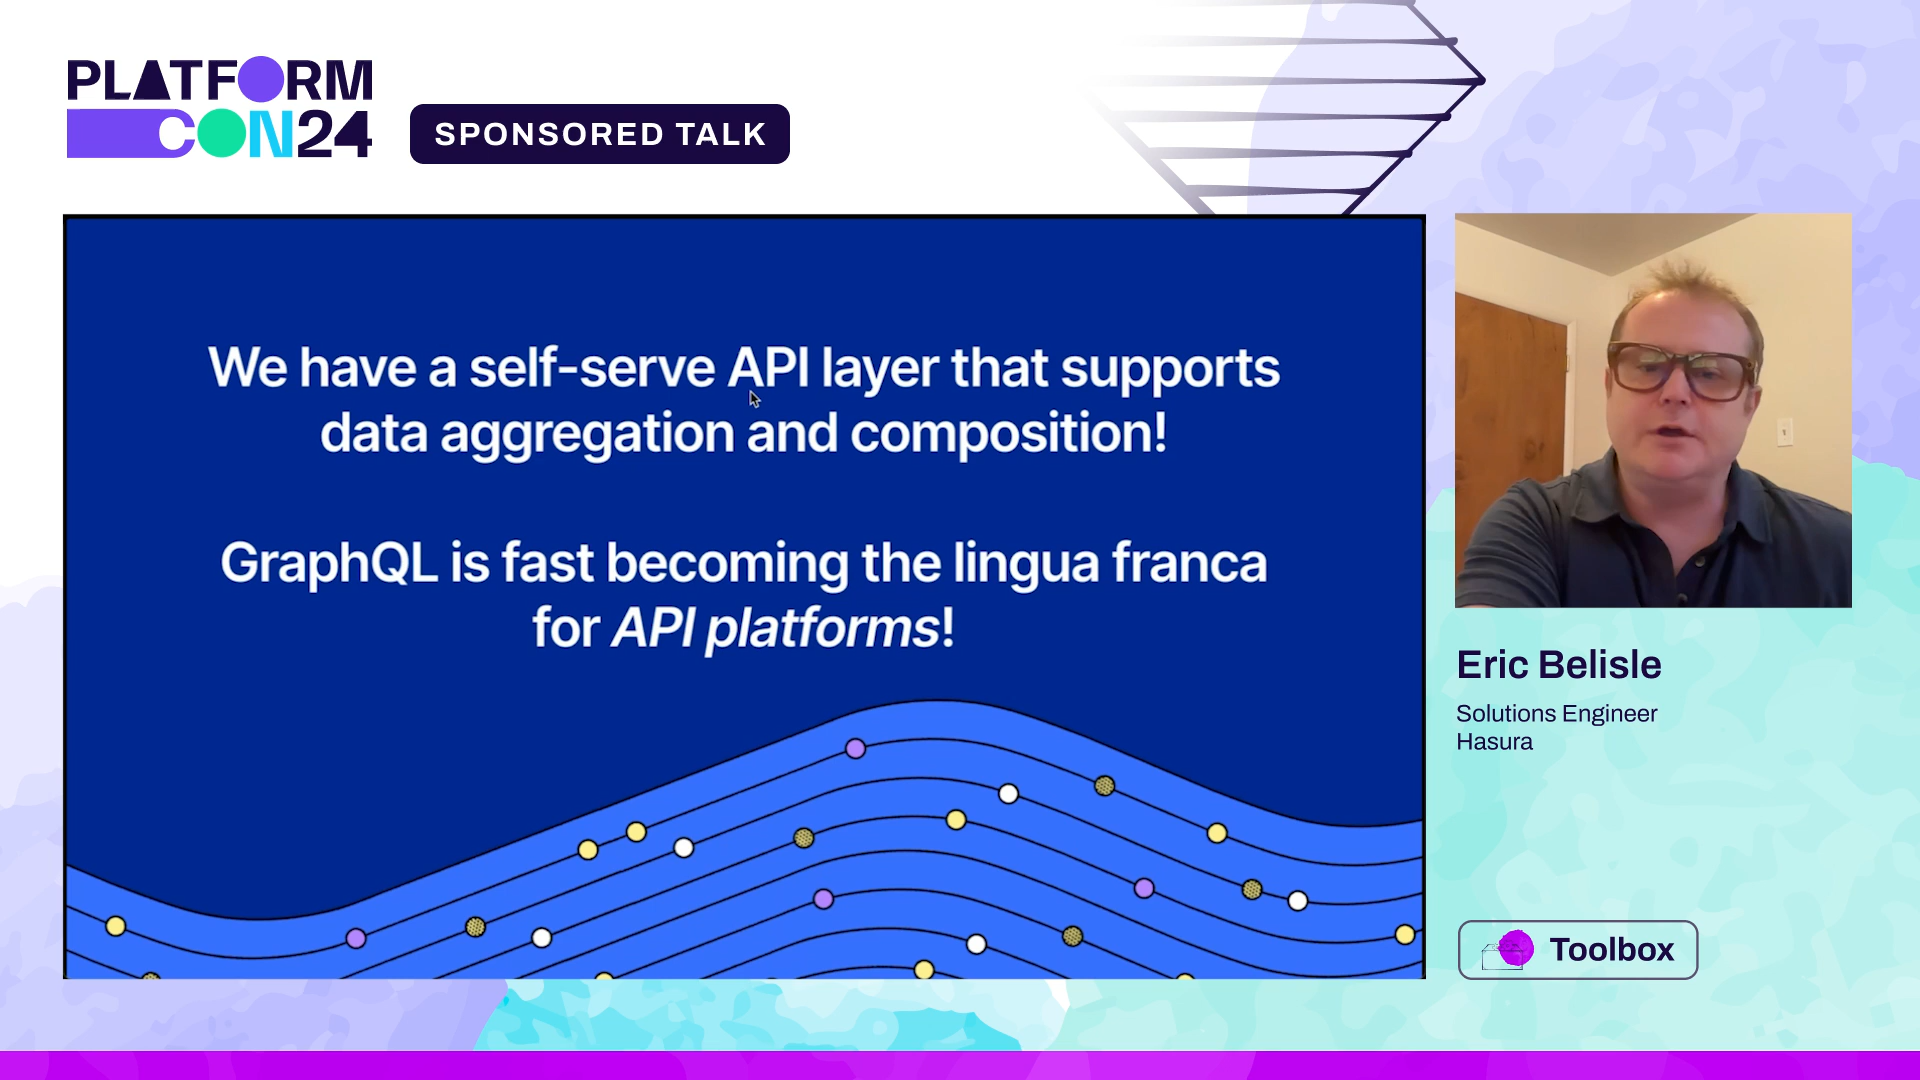 PLATFORM
CON24
SPONSORED TALK
We have a self-serve API layer that supports
data aggregation and composition!
GraphQL is fast becoming the lingua franca
for API platforms!
Eric Belisle
Solutions Engineer
Hasura
Toolbox